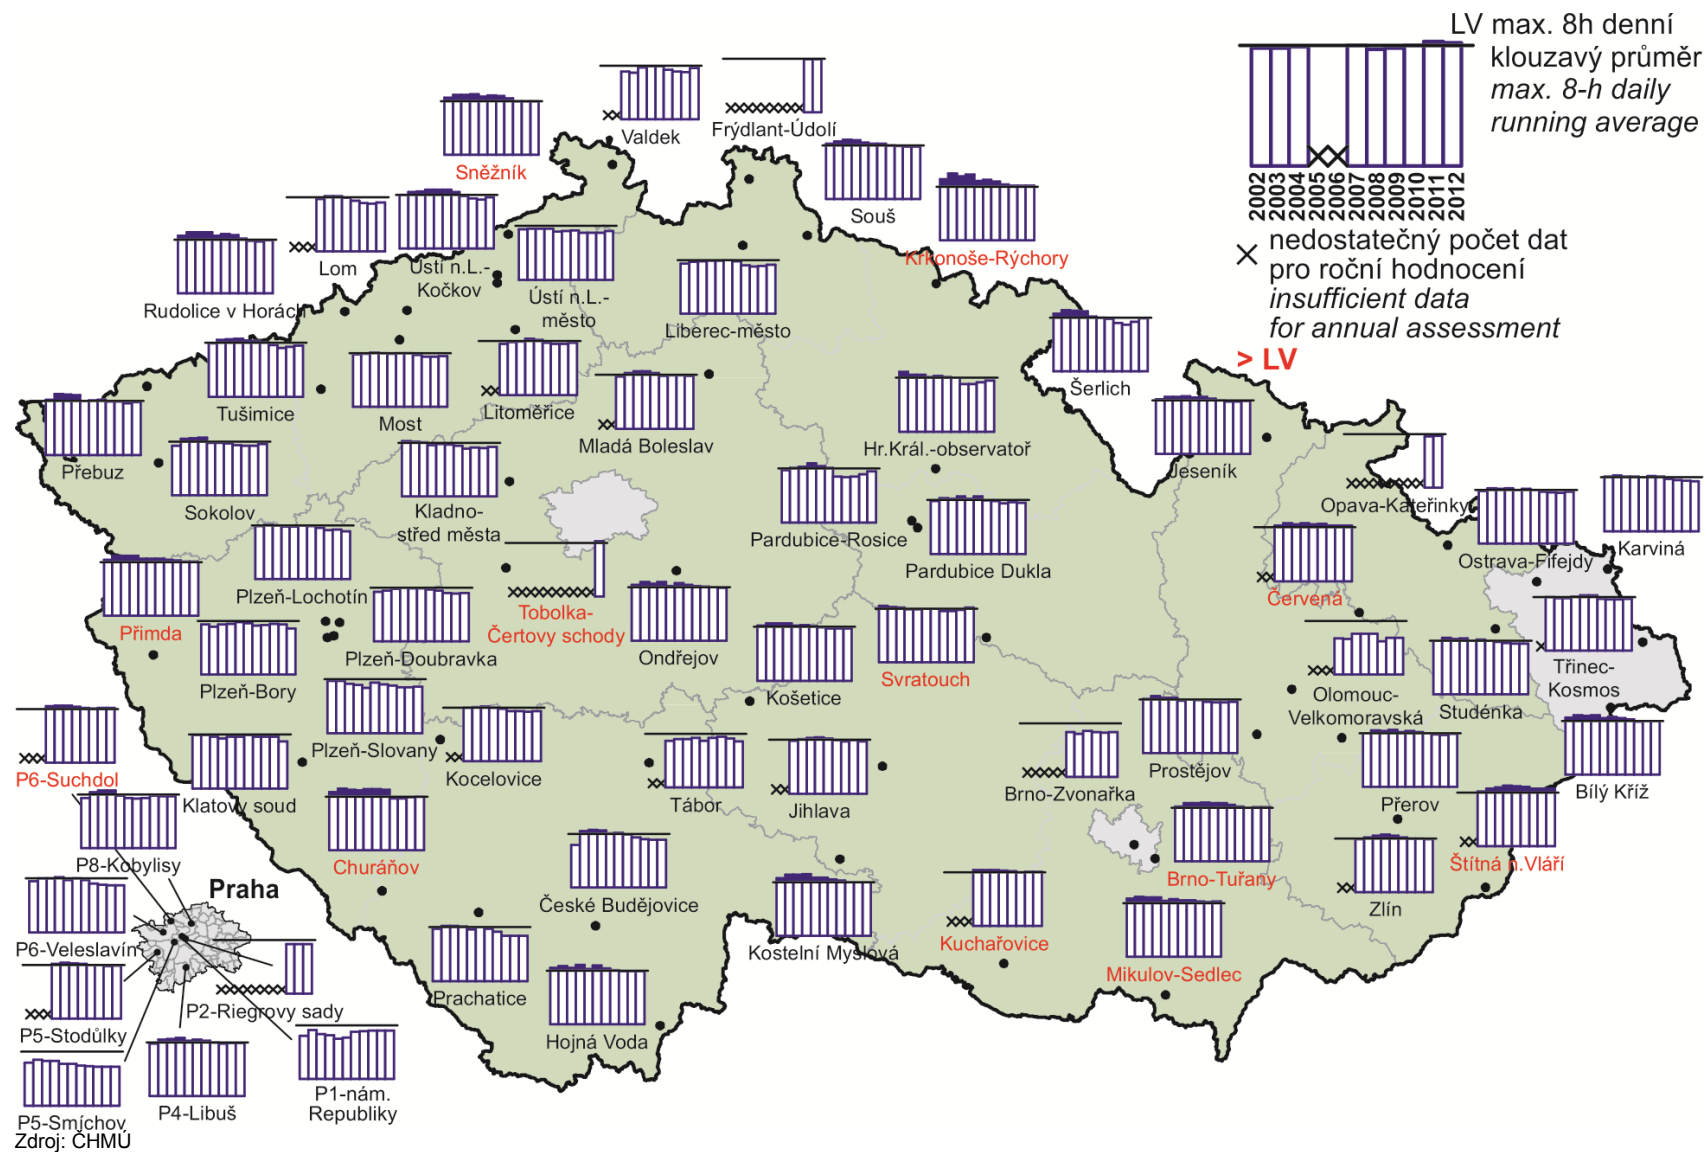 LV max. 8h denní
klouzavý průměr
max. 8-h daily
running average
2002
2003
2004
2005
2006
2007
2008
2009
2010
2011
2012
nedostatečný počet dat
pro roční hodnocení
insufficient data
for annual assessment
> LV
Valdek
Frýdlant-Údolí
Sněžník
Souš
Krkonoše-Rýchory
Lom
Ústí n.L.-
Kočkov
Rudolice v Horách
Ústí n.L.-
město
Liberec-město
Šerlich
Tušimice
Most
Litoměřice
Mladá Boleslav
Hr.Král.-observatoř
Jeseník
Přebuz
Sokolov
Kladno-
střed města
Pardubice-Rosice
Pardubice Dukla
Opava-Kateřinky
Ostrava-Fifejdy
Karviná
Plzeň-Lochotín
Tobolka-
Čertovy schody
Červená
Přimda
Plzeň-Doubravka
Ondřejov
Svratouch
Třinec-
Kosmos
Plzeň-Bory
Košetice
Olomouc-
Velkomoravská
Studénka
Plzeň-Slovany
Kocelovice
Tábor
Jihlava
Brno-Zvonařka
Prostějov
Přerov
Bílý Kříž
P6-Suchdol
Klatovy soud
P8-Kobylisy
Churáňov
České Budějovice
Kostelní Myslová
Kuchařovice
Brno-Tuřany
Zlín
Štítná n.Vláří
Praha
P6-Veleslavín
Prachatice
Hojná Voda
Mikulov-Sedlec
P2-Riegrovy sady
P5-Stodůlky
P5-Smíchov
P4-Libuš
P1-nám.
Republiky
Zdroj: ČHMÚ